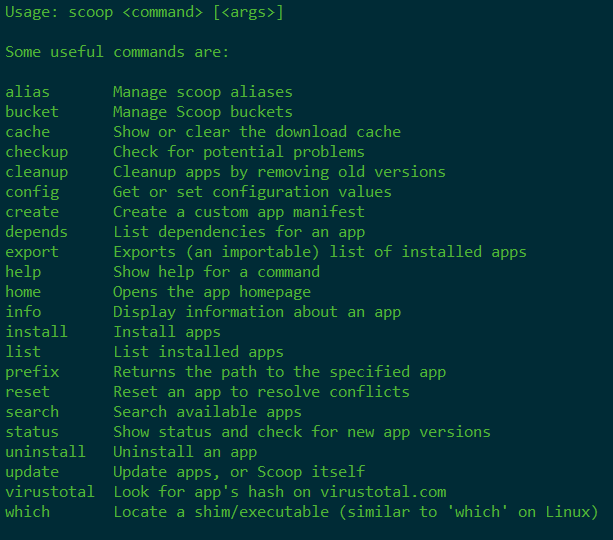 Usage: scoop <command> [<args>]

Some useful commands are:

alias       Manage scoop aliases
bucket      Manage Scoop buckets
cache       Show or clear the download cache
checkup     Check for potential problems
cleanup     Cleanup apps by removing old versions
config      Get or set configuration values
create      Create a custom app manifest
depends     List dependencies for an app
export      Exports (an importable) list of installed apps
help        Show help for a command
home        Opens the app homepage
info        Display information about an app
install     Install apps
list        List installed apps
prefix      Returns the path to the specified app
reset       Reset an app to resolve conflicts
search      Search available apps
status      Show status and check for new app versions
uninstall   Uninstall an app
update      Update apps, or Scoop itself
virustotal  Look for app's hash on virustotal.com
which       Locate a shim/executable (similar to 'which' on Linux)